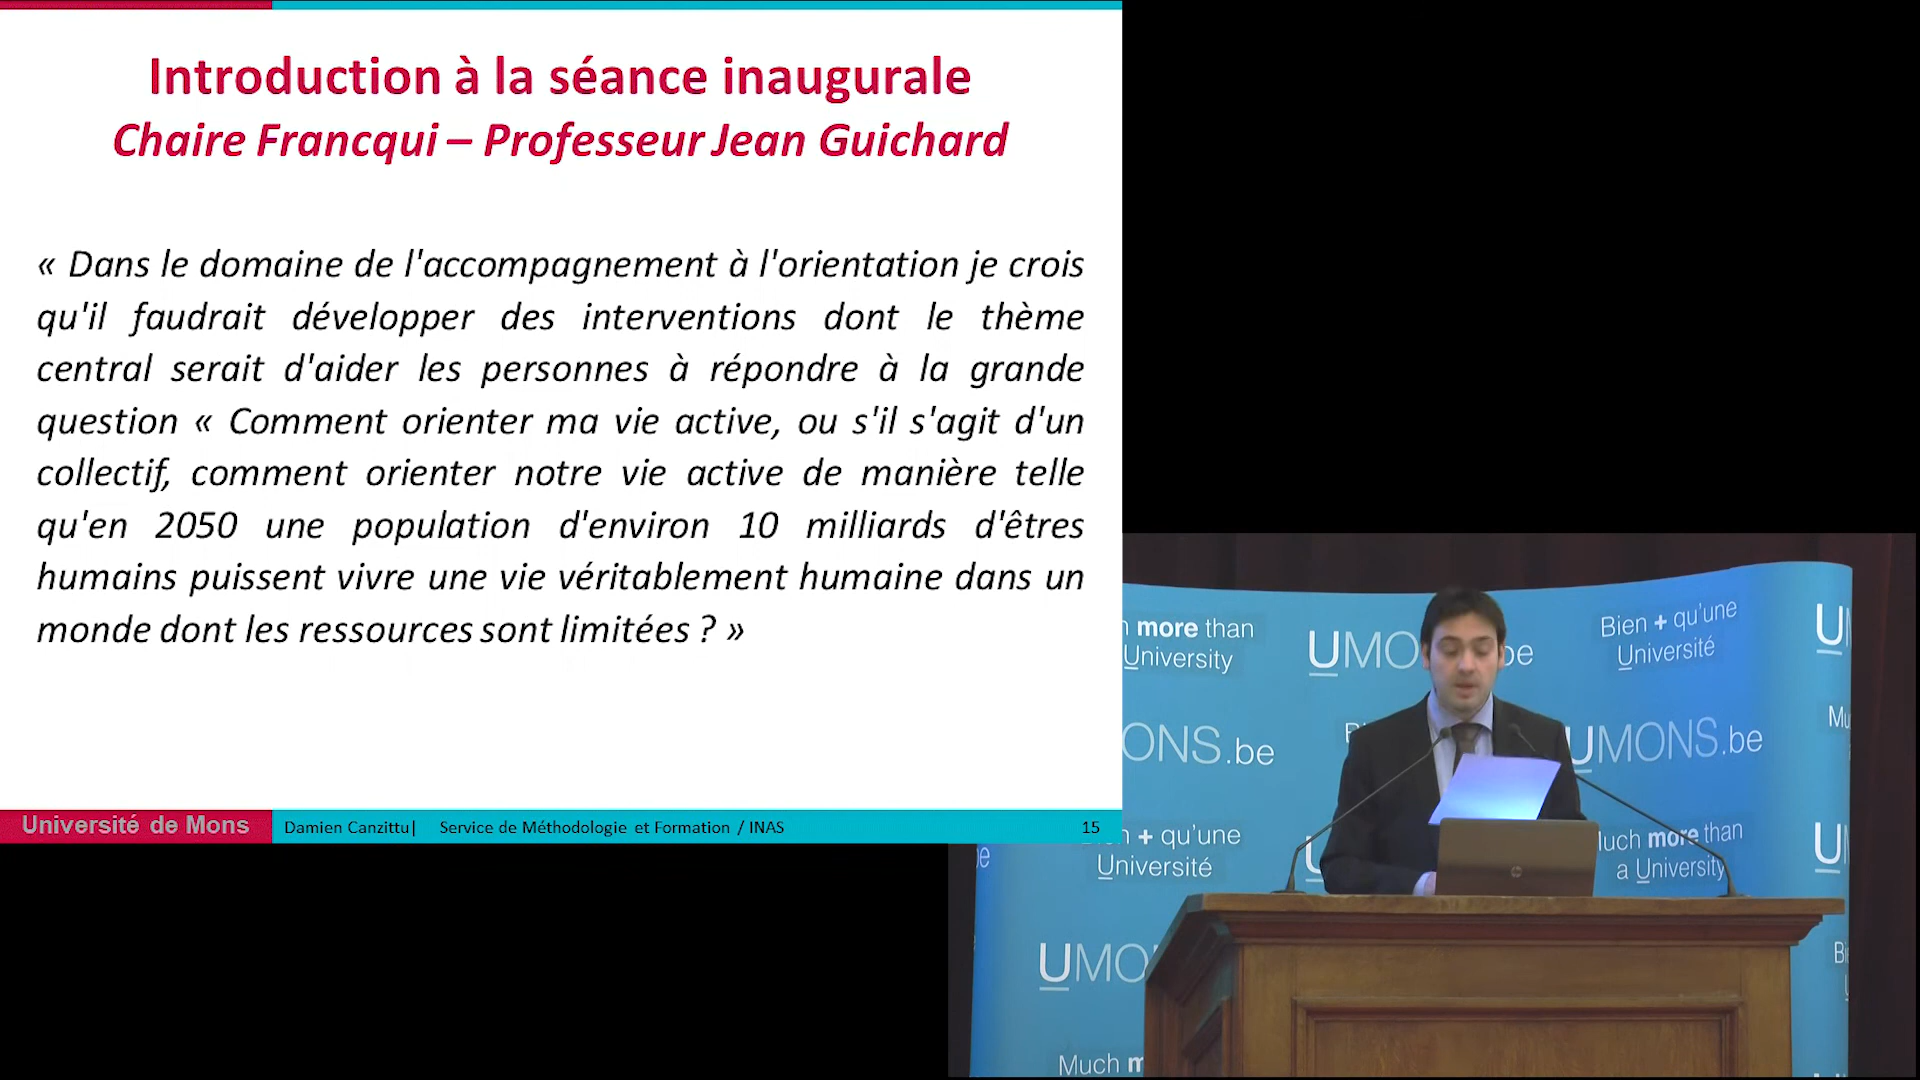 Introduction à la séance inaugurale
Chaire Francqui – Professeur Jean Guichard
« Dans le domaine de l'accompagnement à l'orientation je crois
qu'il faudrait développer des interventions dont le thème
central serait d'aider les personnes à répondre à la grande
question « Comment orienter ma vie active, ou s'il s'agit d'un
collectif, comment orienter notre vie active de manière telle
qu'en 2050 une population d'environ 10 milliards d'êtres
humains puissent vivre une vie véritablement humaine dans un
monde dont les ressources sont limitées ? »
Université de Mons
Damien Canzittu| Service de Méthodologie et Formation / INAS
15
more than
University
UMO
be
Bien + qu'une
Université
ONS.be
UMONS.be
+ qu'une
Université
much more than
a University
UMO
Much